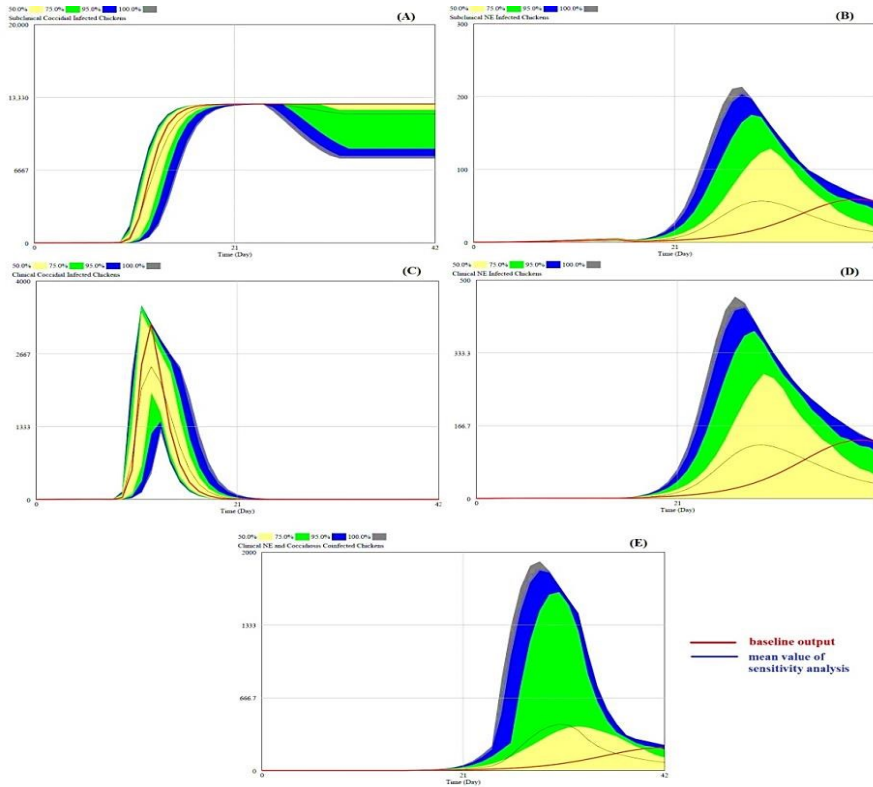 50.0% 75.0% 95.0% 100.0%
Subclinical Coccidial Infected Chickens
(A)
20,000
13,330
6667
0
0 21 42
Time (Day)
50.0% 75.0% 95.0% 100.0%
Subclinical NE Infected Chickens
(B)
300
200
100
0
0 21 42
Time (Day)
50.0% 75.0% 95.0% 100.0%
Clinical Coccidial Infected Chickens
(C)
4000
2667
1333
0
0 21 42
Time (Day)
50.0% 75.0% 95.0% 100.0%
Clinical NE Infected Chickens
(D)
500
333.3
166.7
0
0 21 42
Time (Day)
50.0% 75.0% 95.0% 100.0%
Clinical NE and Coccidiosis Coinfected Chickens
(E)
2000
1333
666.7
0
0 21 42
Time (Day)
baseline output
mean value of
sensitivity analysis